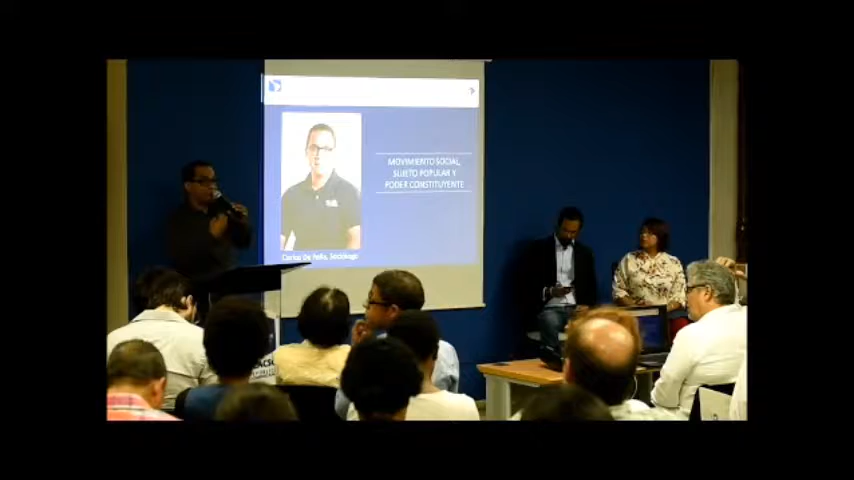 MOVIMIENTO SOCIAL,
SUJETO POPULAR Y
PODER CONSTITUYENTE
Carlos De Peña, Sociólogo